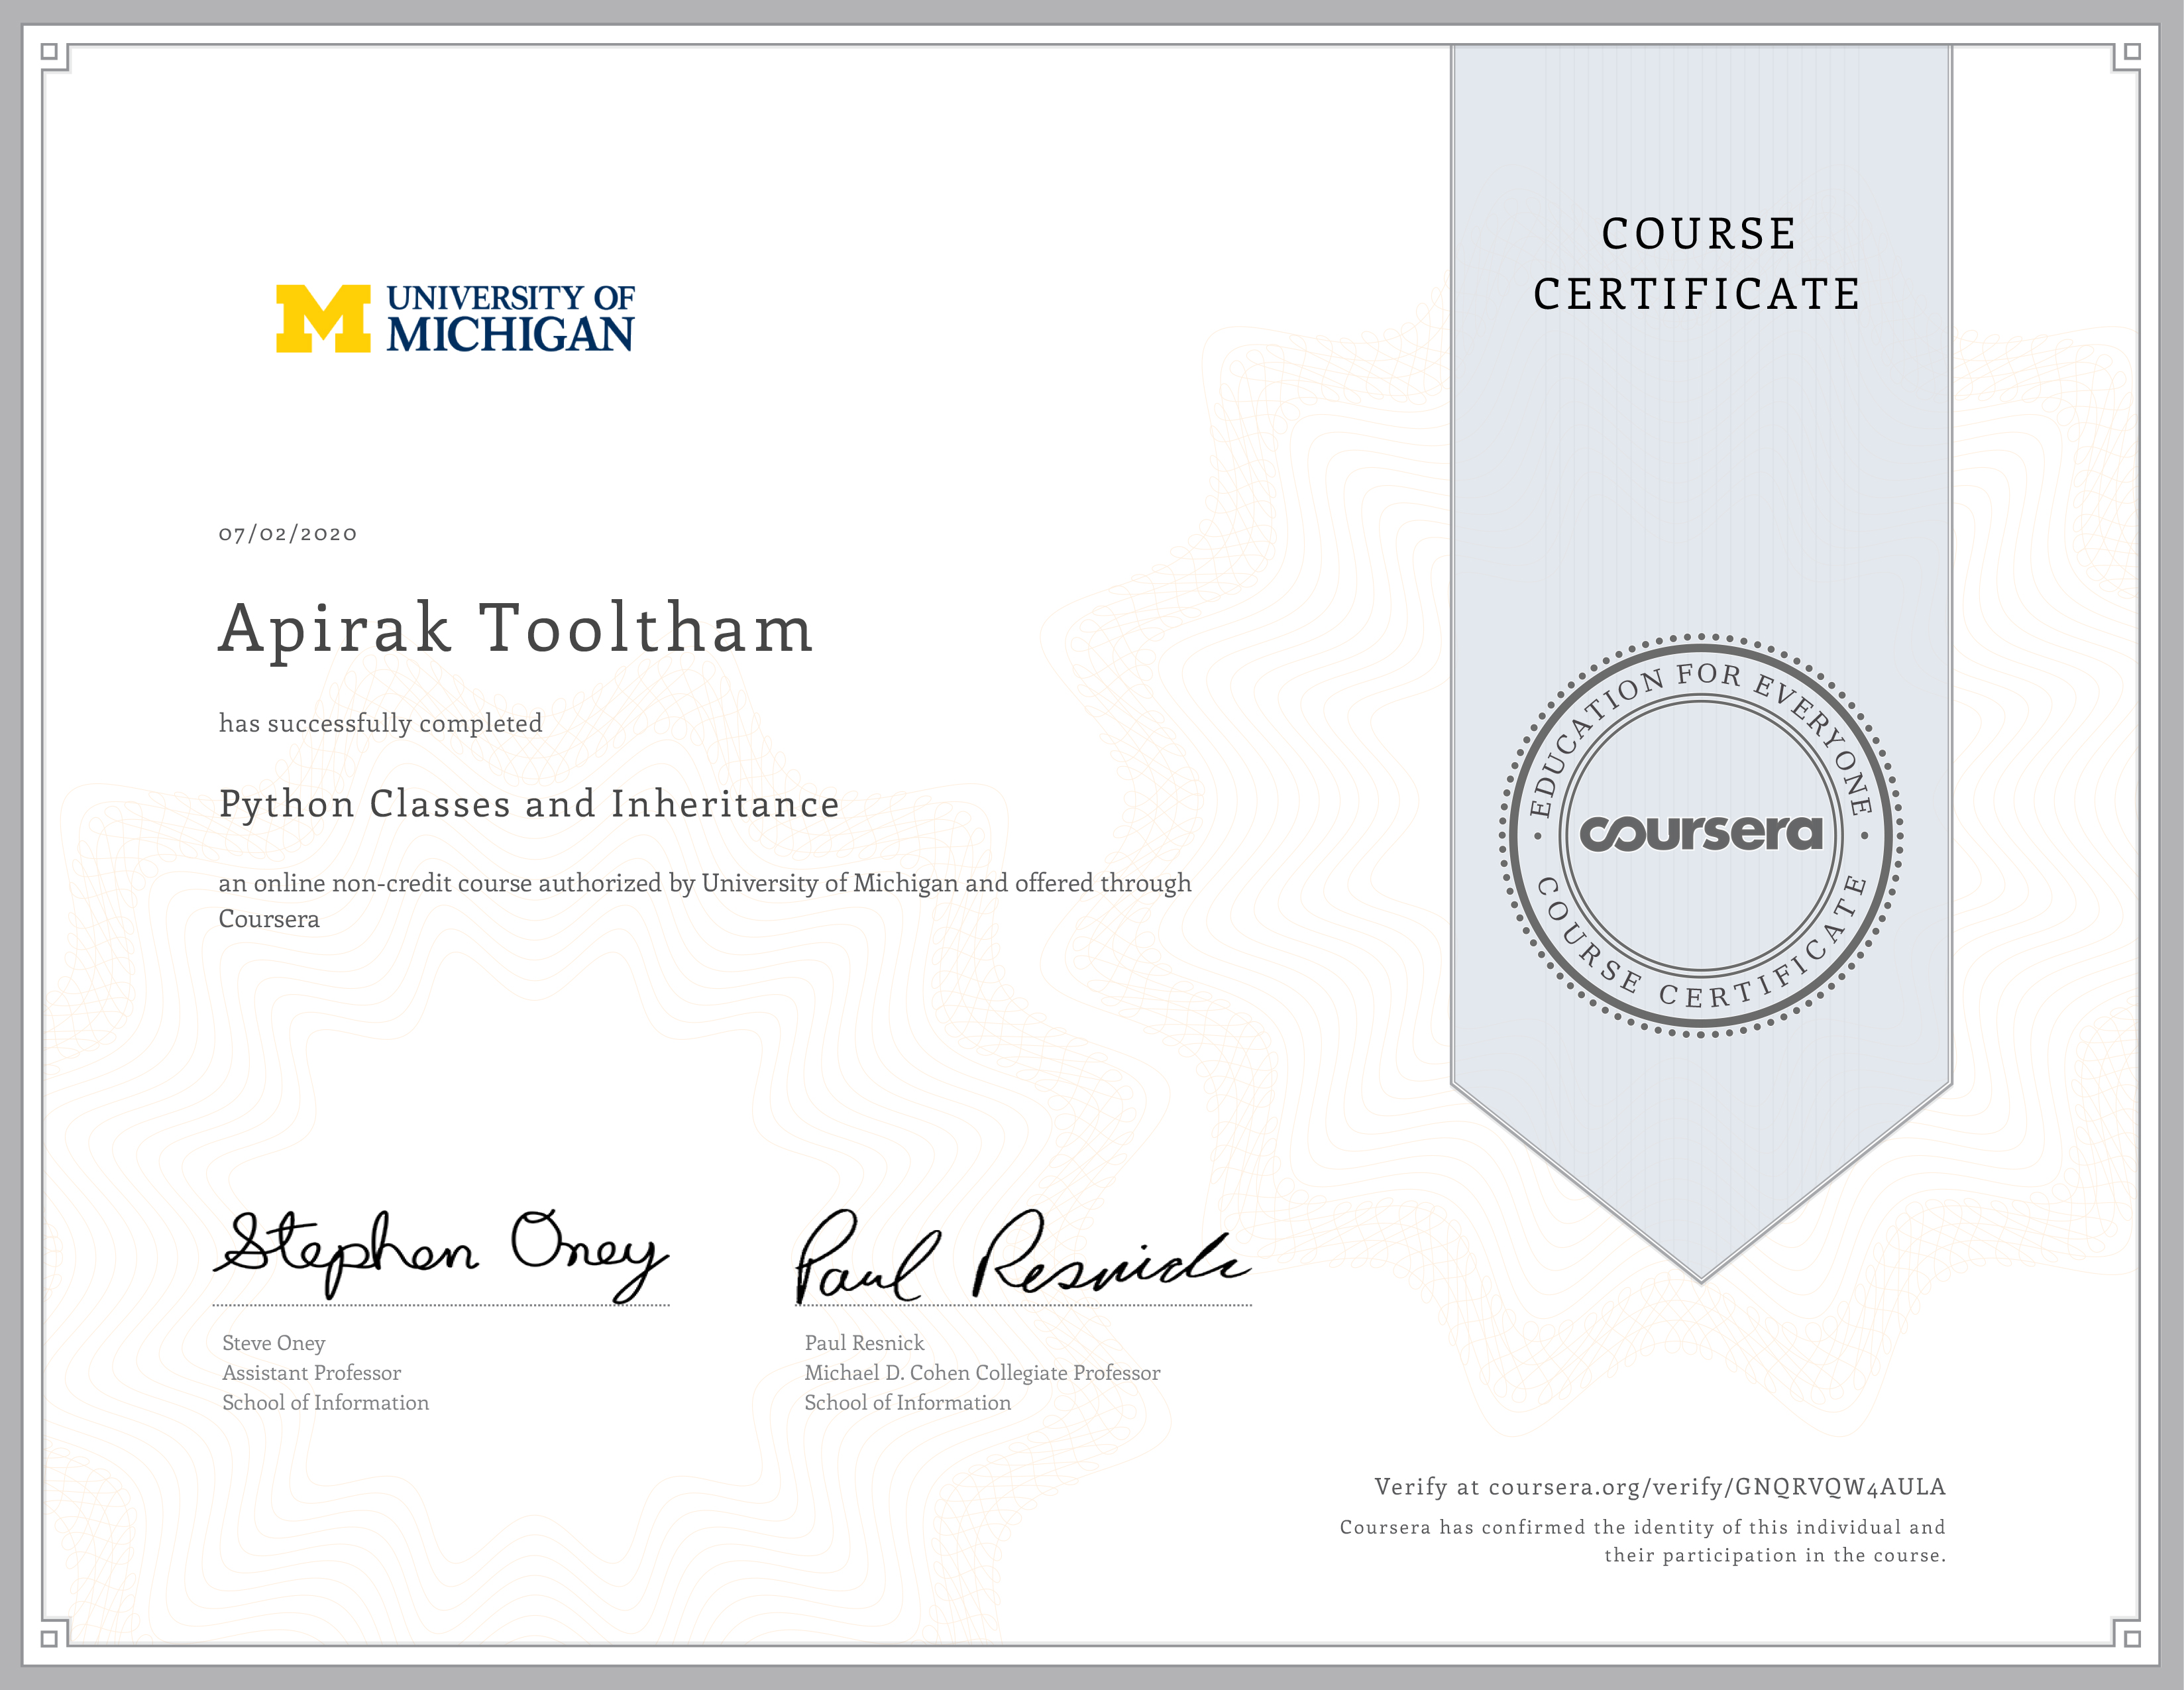 UNIVERSITY OF
MICHIGAN
COURSE
CERTIFICATE
07/02/2020
Apirak Tooltham
has successfully completed
Python Classes and Inheritance
an online non-credit course authorized by University of Michigan and offered through
Coursera
EDUCATION FOR EVERYONE
coursera
COURSE CERTIFICATE
Stephen Oney
Paul Resnick
Steve Oney
Assistant Professor
School of Information
Paul Resnick
Michael D. Cohen Collegiate Professor
School of Information
Verify at coursera.org/verify/GNQRVQW4AULA
Coursera has confirmed the identity of this individual and
their participation in the course.